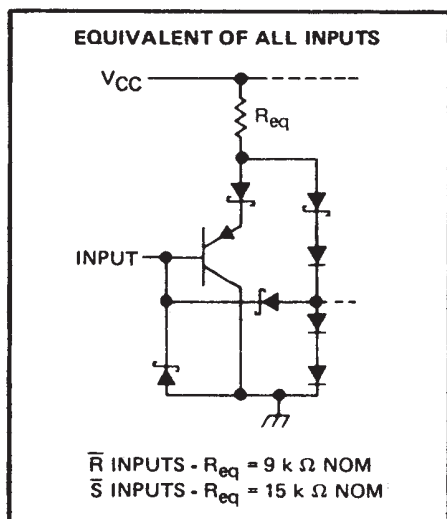 EQUIVALENT OF ALL INPUTS
VCC
Req
INPUT
R̅ INPUTS - Req = 9 k Ω NOM
S̅ INPUTS - Req = 15 k Ω NOM